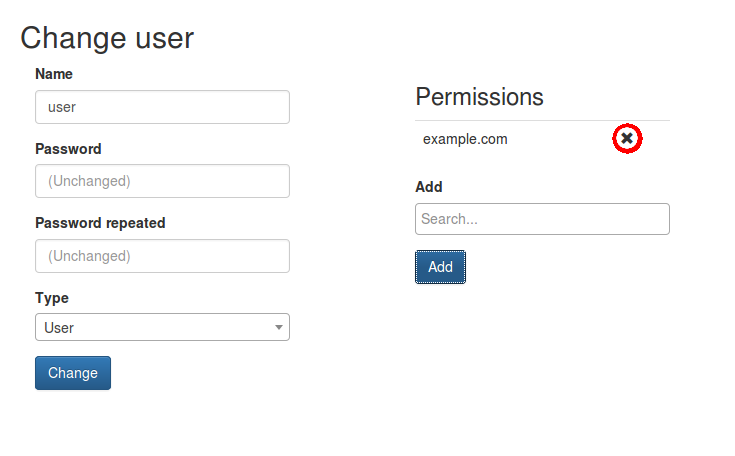 Change user
Name
user
Password
(Unchanged)
Password repeated
(Unchanged)
Type
User
Change
Permissions
example.com
Add
Search...
Add